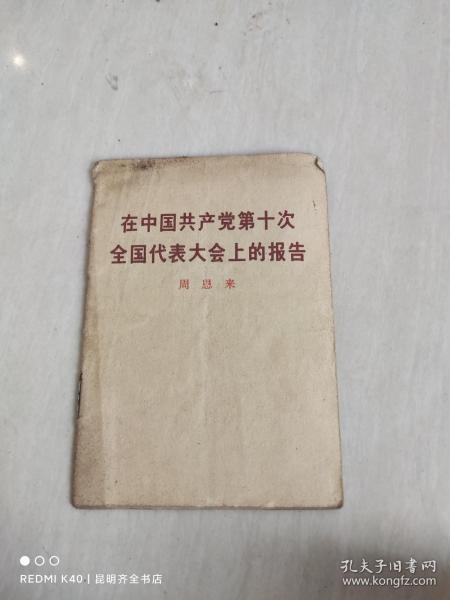 在中国共产党第十次
全国代表大会上的报告
周恩来
REDMI K40 | 昆明齐全书店
孔夫子旧书网
www.kongfz.com